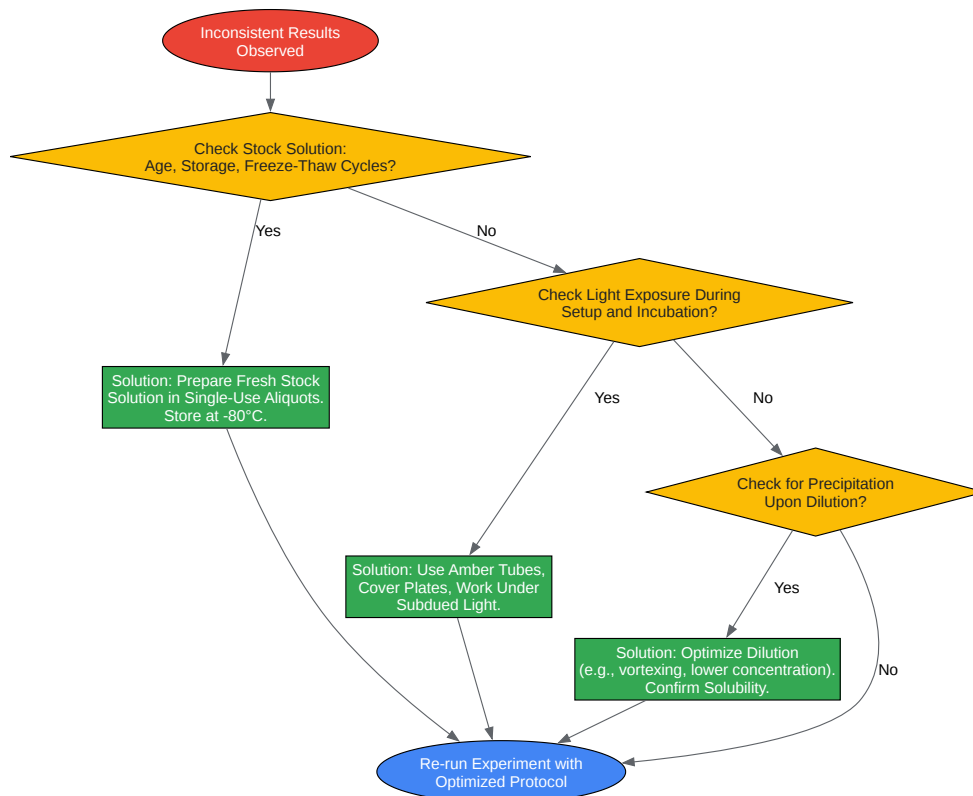 Inconsistent Results
Observed
Check Stock Solution:
Age, Storage, Freeze-Thaw Cycles?
Yes
No
Check Light Exposure During
Setup and Incubation?
Solution: Prepare Fresh Stock
Solution in Single-Use Aliquots.
Store at -80°C.
Yes
No
Check for Precipitation
Upon Dilution?
Solution: Use Amber Tubes,
Cover Plates, Work Under
Subdued Light.
Yes
Solution: Optimize Dilution
(e.g., vortexing, lower concentration).
Confirm Solubility.
No
Re-run Experiment with
Optimized Protocol